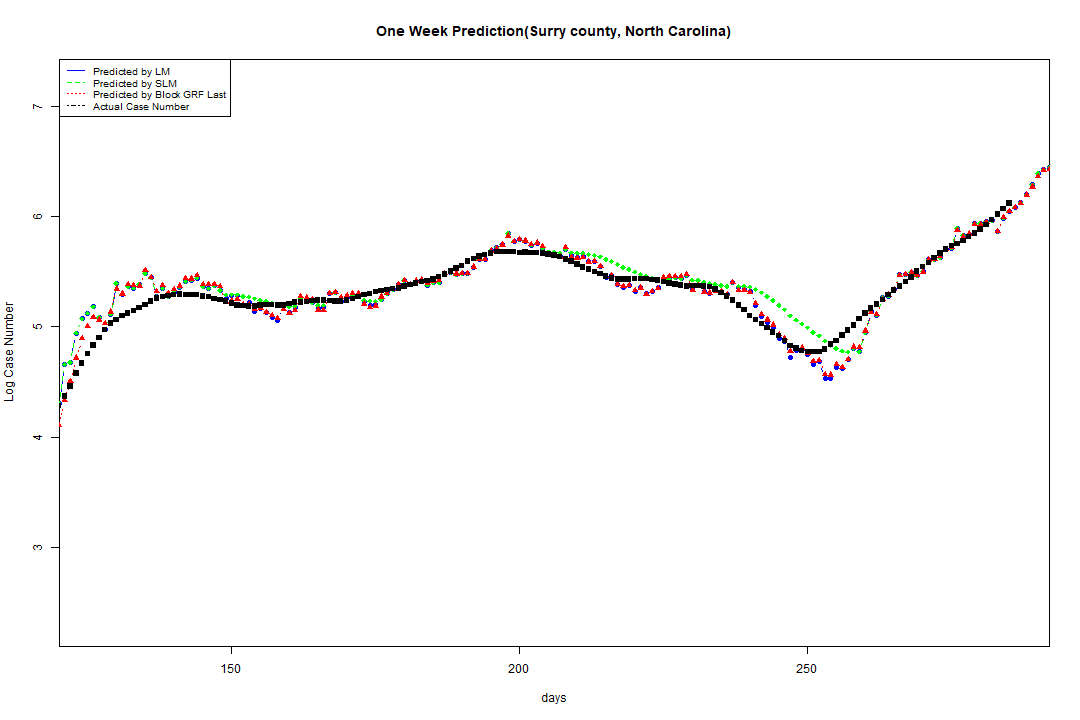 One Week Prediction(Surry county, North Carolina)
Predicted by LM
Predicted by SLM
Predicted by Block GRF Last
Actual Case Number
7
6
5
4
3
Log Case Number
150 200 250
days